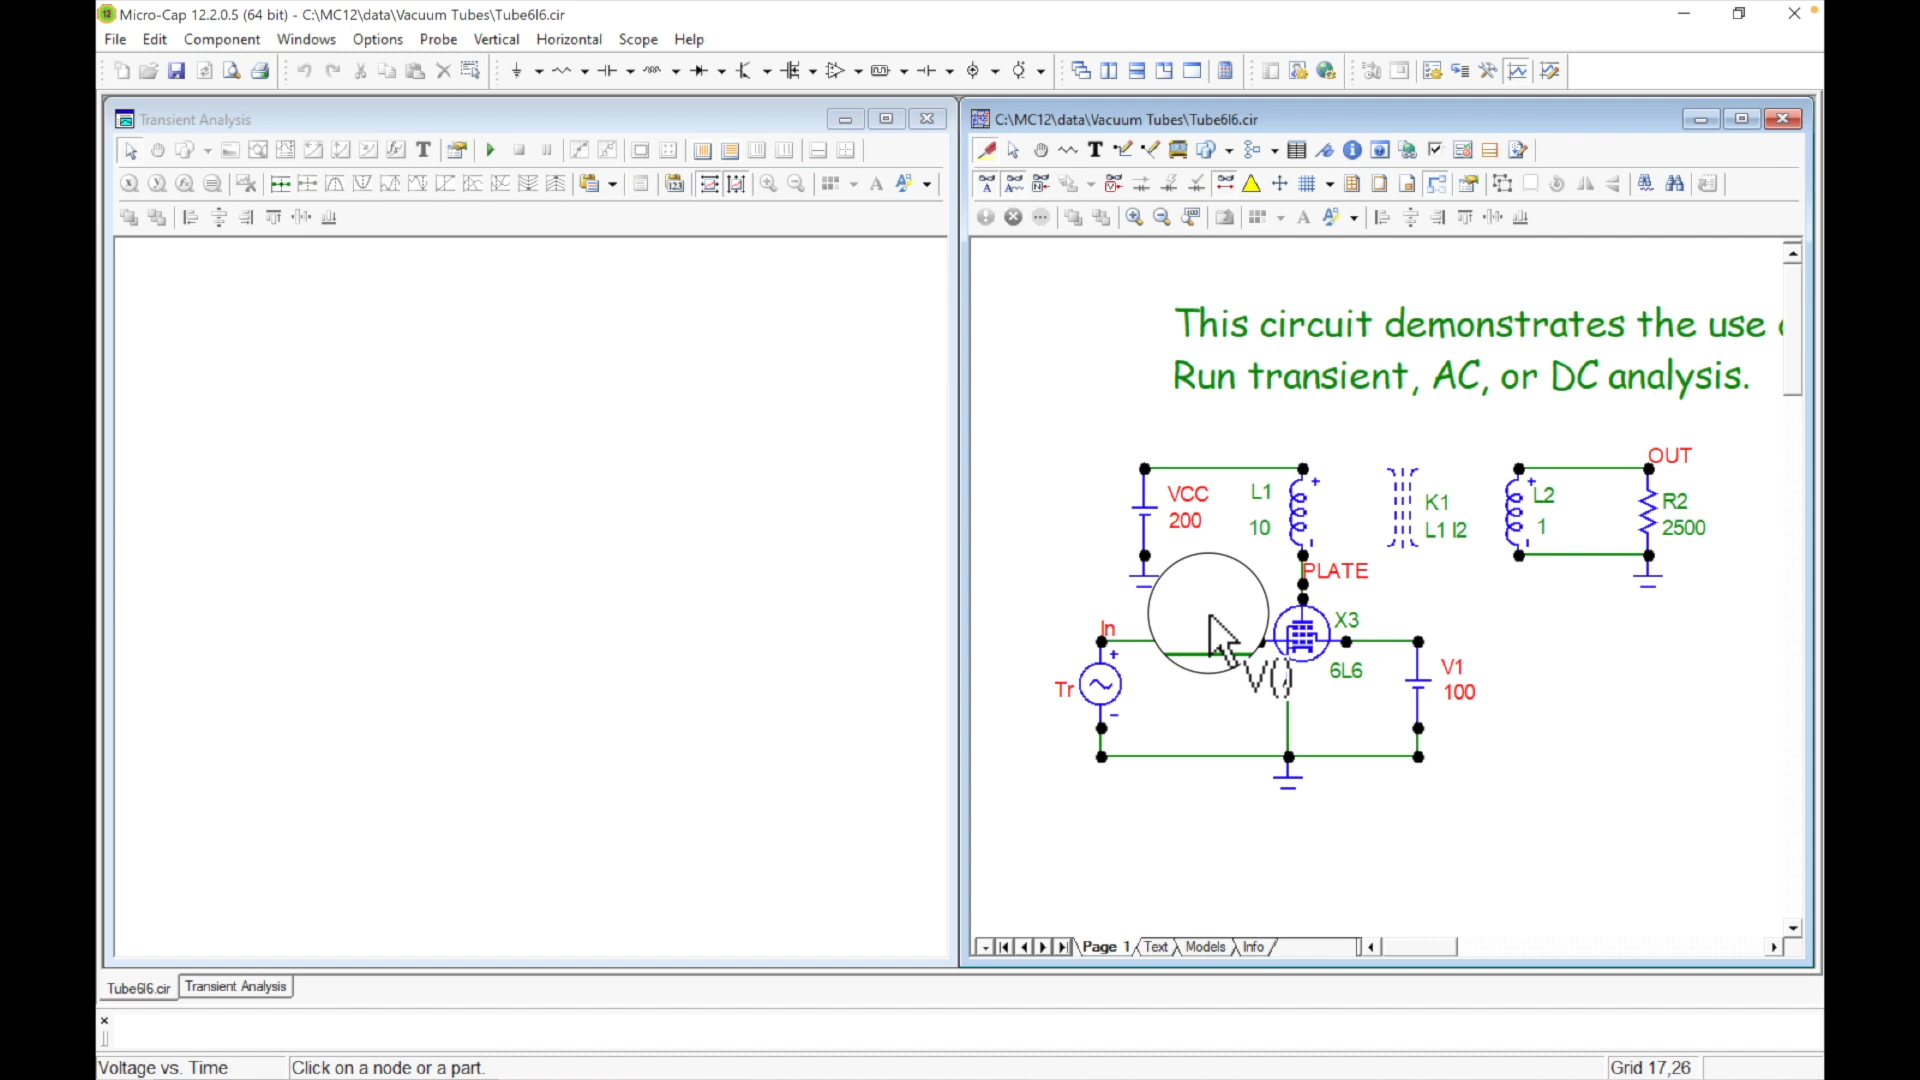 Micro-Cap 12.2.0.5 (64 bit) - C:\MC12\data\Vacuum Tubes\Tube6l6.cir
File Edit Component Windows Options Probe Vertical Horizontal Scope Help
Transient Analysis
C:\MC12\data\Vacuum Tubes\Tube6l6.cir
This circuit demonstrates the use
Run transient, AC, or DC analysis.
OUT
VCC
200
L1
10
K1
L1 l2
L2
1
R2
2500
PLATE
In
X3
6L6
Tr
V1
100
Page 1 Text Models Info
Tube6l6.cir Transient Analysis
Voltage vs. Time Click on a node or a part. Grid 17,26